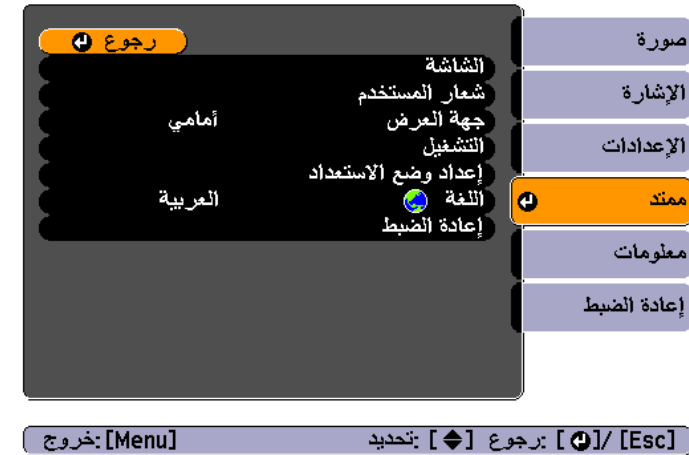 صورة
الإشارة
الإعدادات
ممتد
معلومات
إعادة الضبط
رجوع
الشاشة
شعار المستخدم
جهة العرض أمامي
التشغيل
إعداد وضع الاستعداد
اللغة العربية
إعادة الضبط
[Esc] /[ ] :رجوع [ ] :تحديد [Menu] :خروج